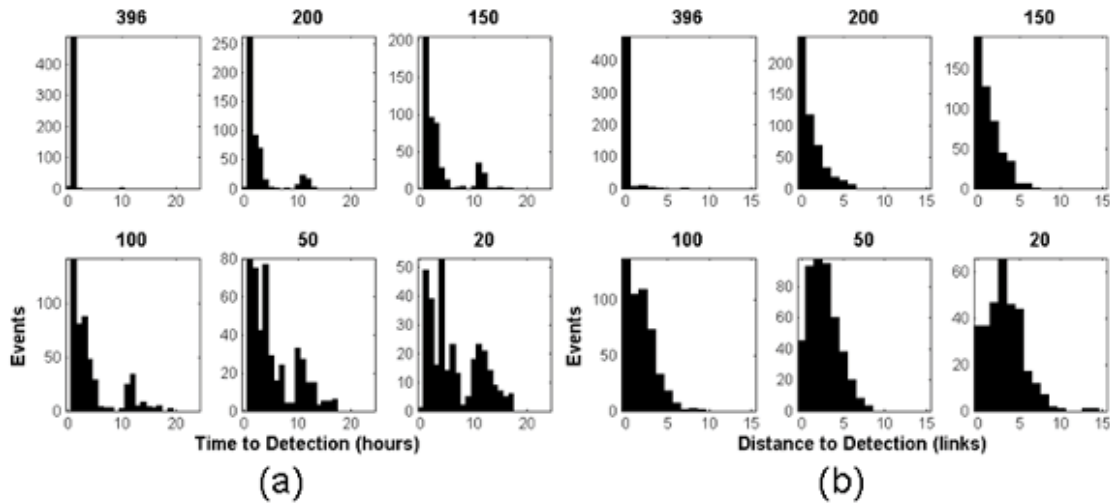 396 200 150 396 200 150
400 300 200 100 0
250 200 150 100 50 0
200 150 100 50 0
400 300 200 100 0
200 150 100 50 0
150 100 50 0
0 10 20 0 10 20 0 10 20 0 5 10 15 0 5 10 15 0 5 10 15
100 50 20 100 50 20
Events
100 50 0
80 60 40 20 0
50 40 30 20 10 0
Events
100 50 0
80 60 40 20 0
60 40 20 0
0 10 20 0 10 20 0 10 20 0 5 10 15 0 5 10 15 0 5 10 15
Time to Detection (hours) Distance to Detection (links)
(a) (b)